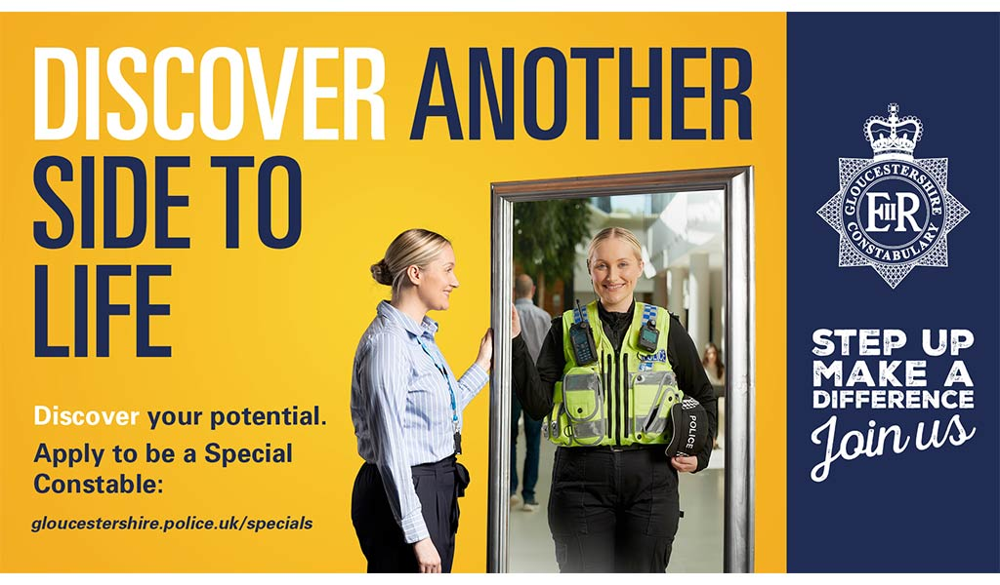 DISCOVER ANOTHER
SIDE TO
LIFE
Discover your potential.
Apply to be a Special
Constable:
gloucestershire.police.uk/specials
POLICE
POLICE
GLOUCESTERSHIRE
EIIR
CONSTABULARY
STEP UP
MAKE A
DIFFERENCE
Join us